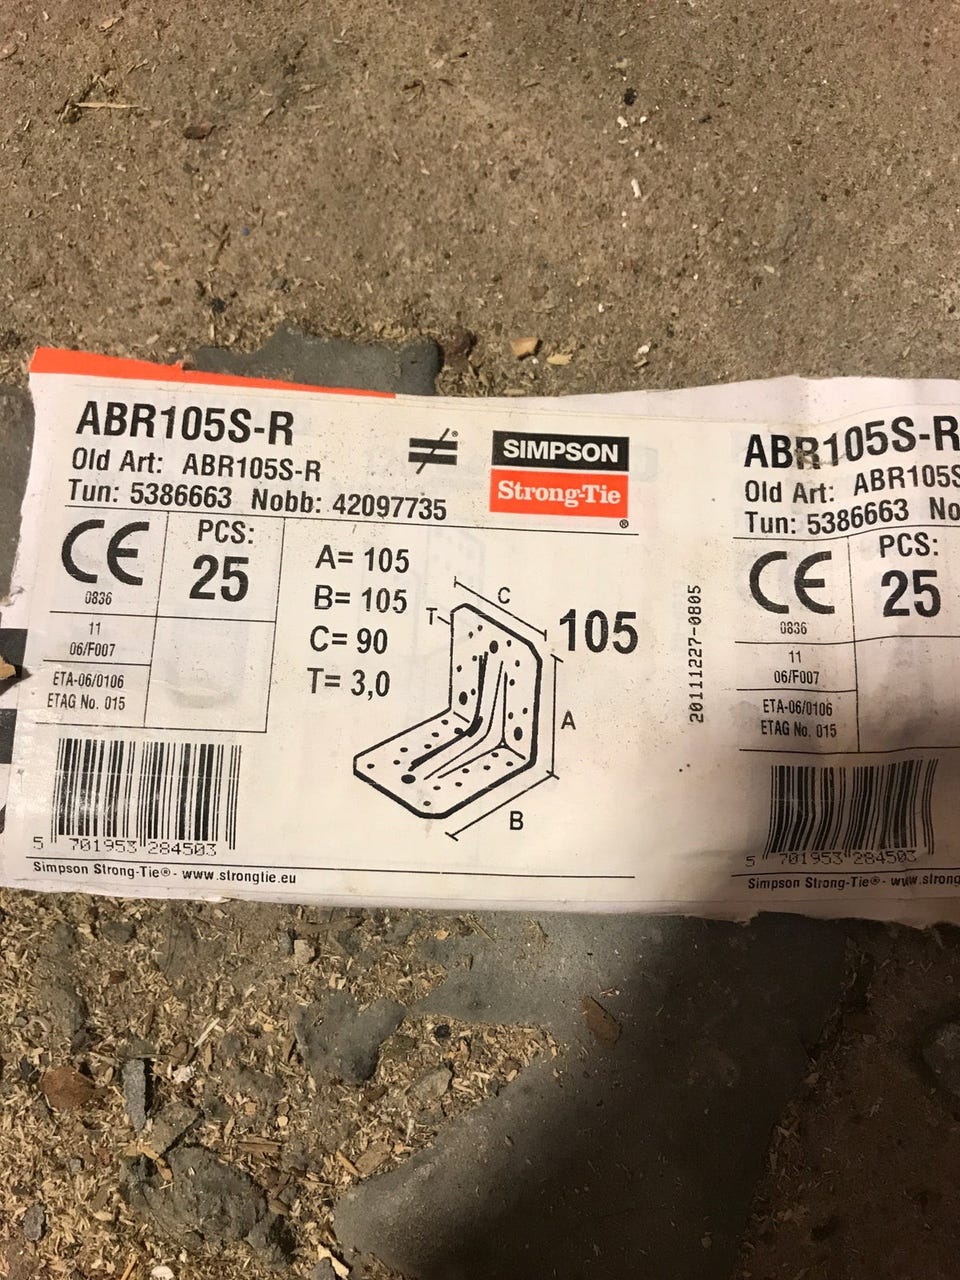 ABR105S-R
Old Art: ABR105S-R
Tun: 5386663 Nobb: 42097735
SIMPSON
Strong-Tie
®
CE
0836
PCS:
25
11
06/F007
ETA-06/0106
ETAG No. 015
A= 105
B= 105
C= 90
T= 3,0
T
C
A
B
105
5 701953 284503
Simpson Strong-Tie® - www.strongtie.eu
20111227-0805
ABR105S-R
Old Art: ABR105S
Tun: 5386663 No
CE
0836
PCS:
25
11
06/F007
ETA-06/0106
ETAG No. 015
5 701953 284503
Simpson Strong-Tie® - www.strong